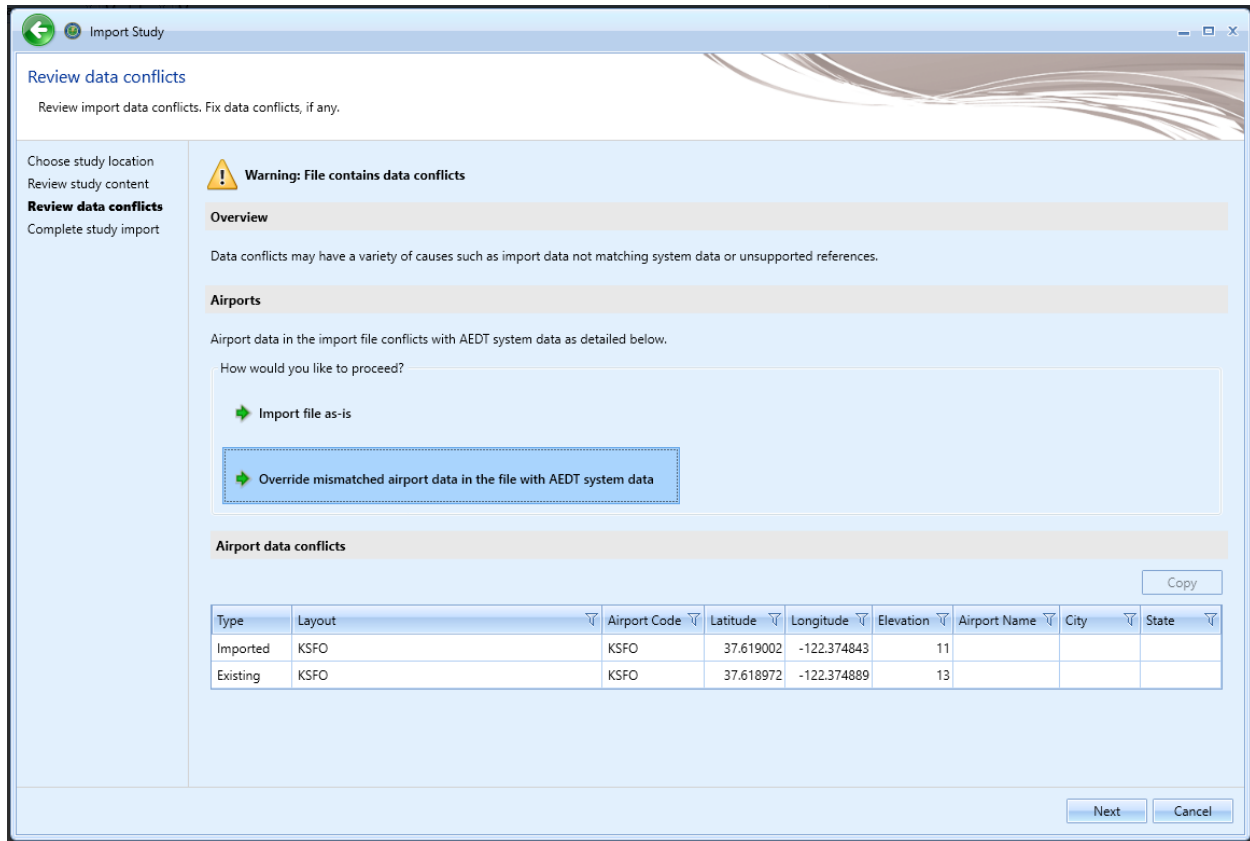 Import Study
Review data conflicts
Review import data conflicts. Fix data conflicts, if any.
Choose study location
Review study content
Review data conflicts
Complete study import
Warning: File contains data conflicts
Overview
Data conflicts may have a variety of causes such as import data not matching system data or unsupported references.
Airports
Airport data in the import file conflicts with AEDT system data as detailed below.
How would you like to proceed?
Import file as-is
Override mismatched airport data in the file with AEDT system data
Airport data conflicts
Copy
Type Layout Airport Code Latitude Longitude Elevation Airport Name City State
Imported KSFO KSFO 37.619002 -122.374843 11
Existing KSFO KSFO 37.618972 -122.374889 13
Next Cancel